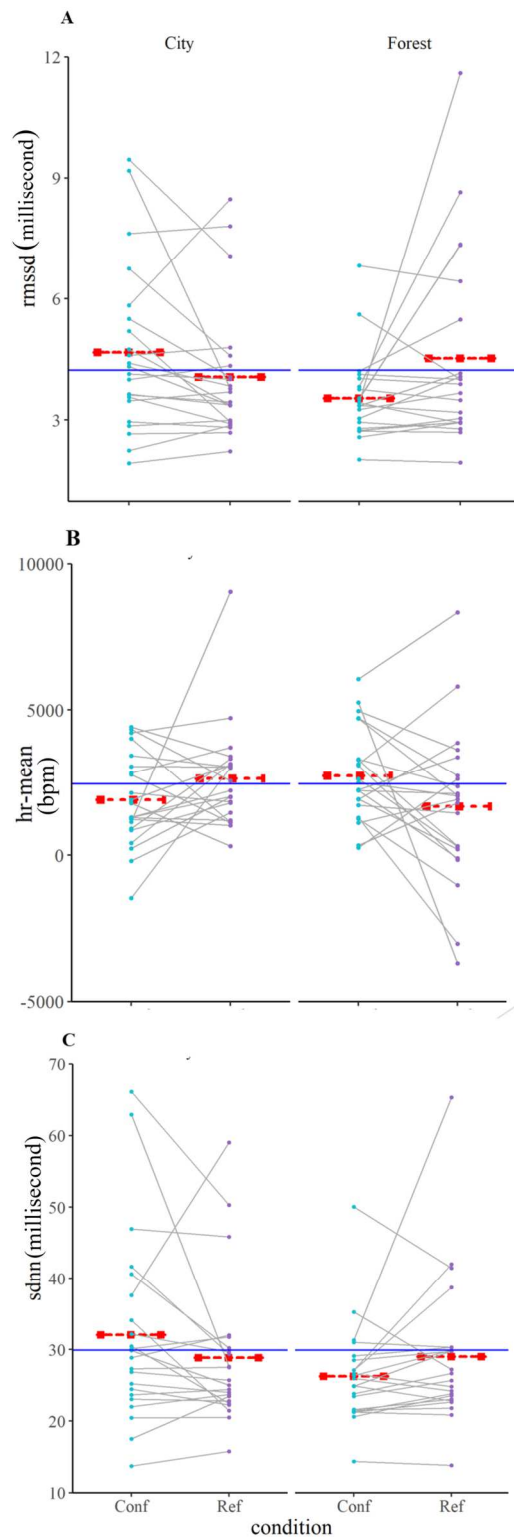 A
City
Forest
12
9
6
3
rmssd (millisecond)
B
10000
5000
0
-5000
hr-mean
(bpm)
C
70
60
50
40
30
20
10
sdnn (millisecond)
Conf
Ref
Conf
Ref
condition